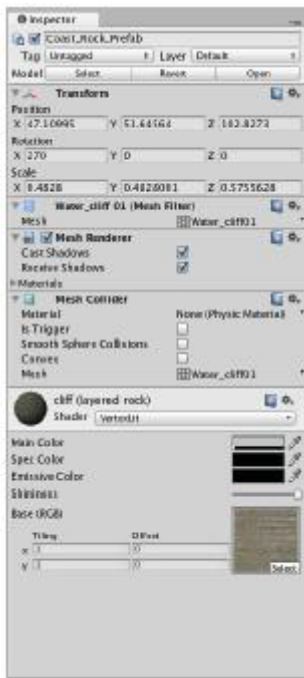 Inspector
Coast_Rock_Prefab
Tag Untagged Layer Default
Model Select Revert Open
Transform
Position
X 47.10995 Y 51.64564 Z 102.8273
Rotation
X 270 Y 0 Z 0
Scale
X 0.4828 Y 0.4828081 Z 0.5755628
Water_cliff 01 (Mesh Filter)
Mesh Water_cliff01
Mesh Renderer
Cast Shadows
Receive Shadows
Materials
Mesh Collider
Material None (Physic Material)
Is Trigger
Smooth Sphere Collisions
Convex
Mesh Water_cliff01
cliff (layered rock)
Shader VertexLit
Main Color
Spec Color
Emissive Color
Shininess
Base (RGB)
Tiling Offset
x 1 0
y 1 0
Select